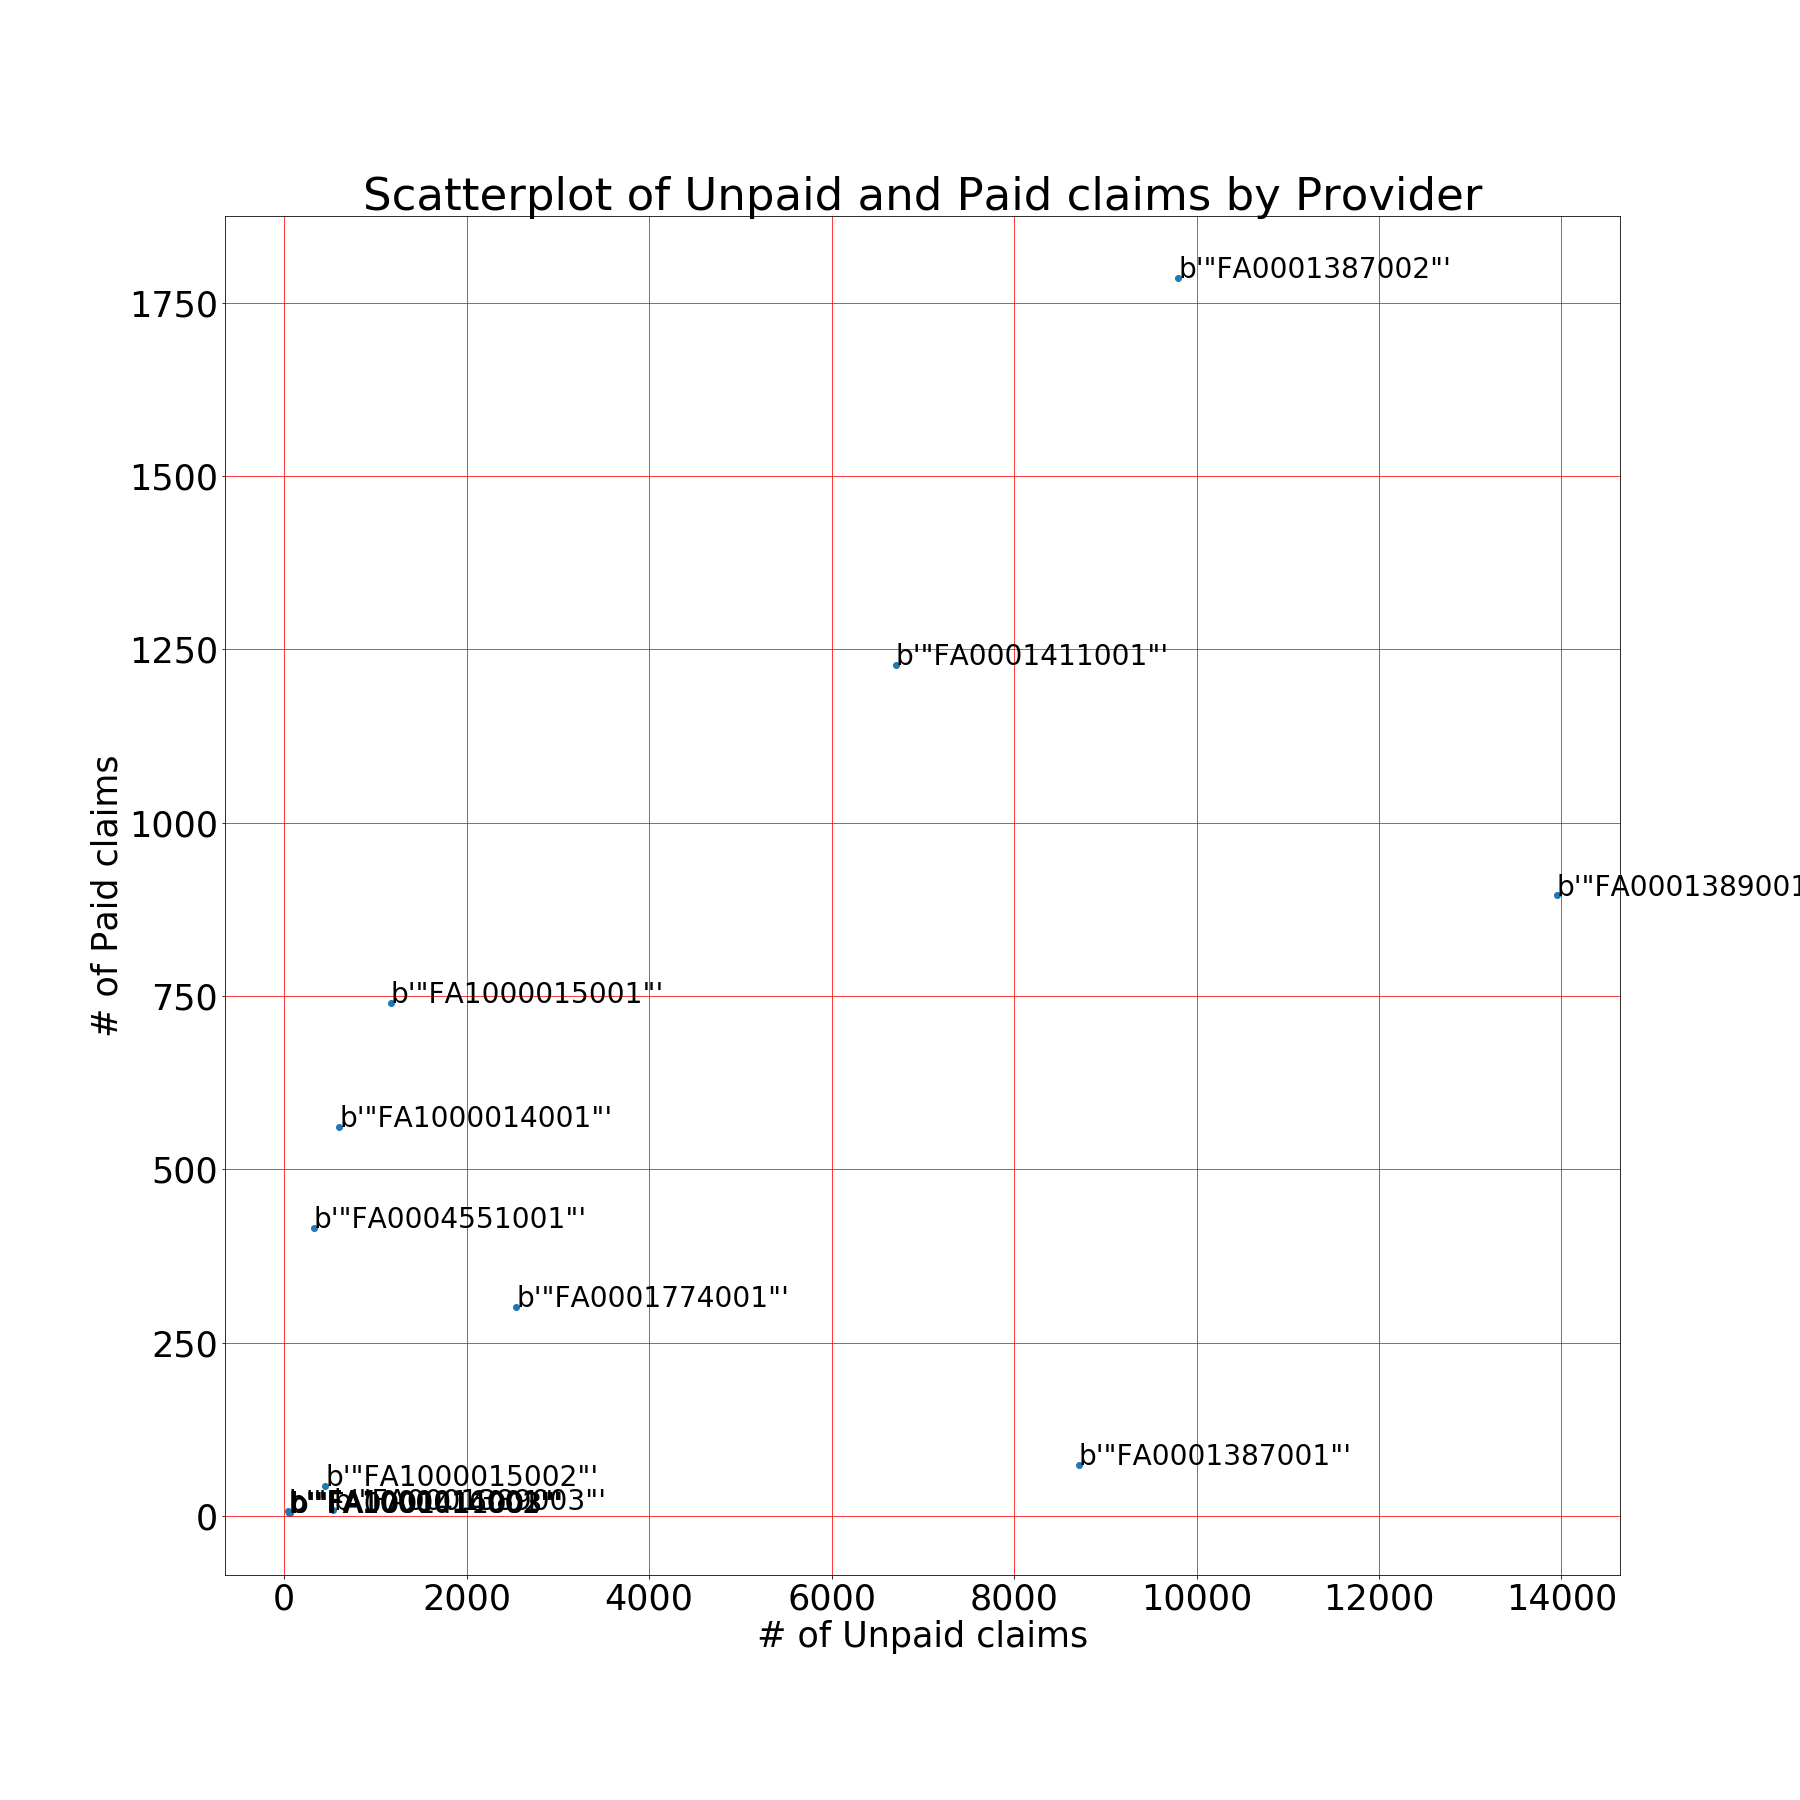 Scatterplot of Unpaid and Paid claims by Provider
b'"FA0001387002"'
1750
1500
b'"FA0001411001"'
1250
# of Paid claims
1000
b'"FA0001389001
b'"FA1000015001"'
750
b'"FA1000014001"'
500
b'"FA0004551001"'
b'"FA0001774001"'
250
b'"FA0001387001"'
b'"FA1000015002"'
0
0 2000 4000 6000 8000 10000 12000 14000
# of Unpaid claims